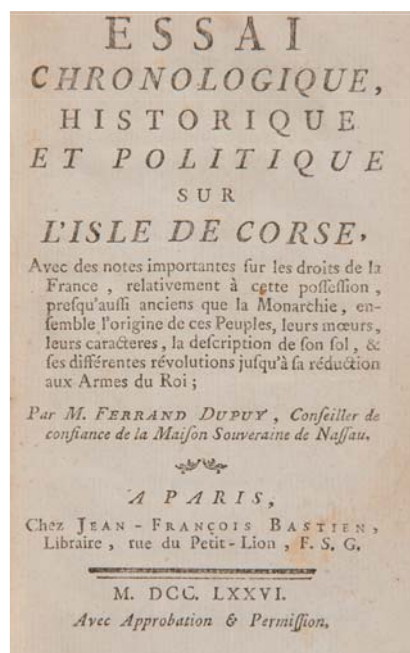 ESSAI
CHRONOLOGIQUE,
HISTORIQUE
ET POLITIQUE
SUR
L'ISLE DE CORSE,
Avec des notes importantes ſur les droits de la
France, relativement à cette poſſeſſion,
preſqu'auſſi anciens que la Monarchie, en-
ſemble l'origine de ces Peuples, leurs mœurs,
leurs caracteres, la deſcription de ſon ſol, &
ſes différentes révolutions juſqu'à ſa réduction
aux Armes du Roi ;
Par M. FERRAND DUPUY, Conſeiller de
confiance de la Maiſon Souveraine de Naſſau.
A PARIS,
Chez JEAN-FRANÇOIS BASTIEN,
Libraire, rue du Petit-Lion, F. S. G.
M. DCC. LXXVI.
Avec Approbation & Permiſſion.